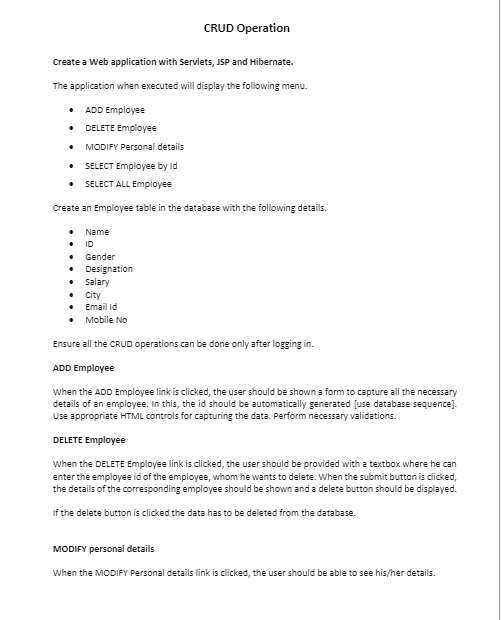 CRUD Operation
Create a Web application with Servlets, JSP and Hibernate.
The application when executed will display the following menu.
• ADD Employee
• DELETE Employee
• MODIFY Personal details
• SELECT Employee by Id
• SELECT ALL Employee
Create an Employee table in the database with the following details.
• Name
• ID
• Gender
• Designation
• Salary
• City
• Email Id
• Mobile No
Ensure all the CRUD operations can be done only after logging in.
ADD Employee
When the ADD Employee link is clicked, the user should be shown a form to capture all the necessary
details of an employee. In this, the id should be automatically generated [use database sequence].
Use appropriate HTML controls for capturing the data. Perform necessary validations.
DELETE Employee
When the DELETE Employee link is clicked, the user should be provided with a textbox where he can
enter the employee id of the employee, whom he wants to delete. When the submit button is clicked,
the details of the corresponding employee should be shown and a delete button should be displayed.
If the delete button is clicked the data has to be deleted from the database.
MODIFY personal details
When the MODIFY Personal details link is clicked, the user should be able to see his/her details.